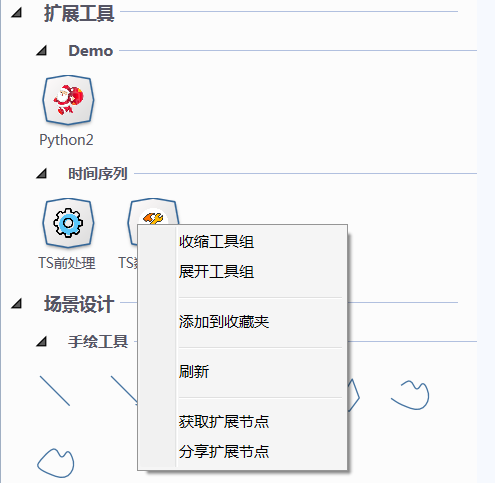 扩展工具
Demo
Python2
时间序列
TS前处理
收缩工具组
展开工具组
场景设计
添加到收藏夹
手绘工具
刷新
获取扩展节点
分享扩展节点